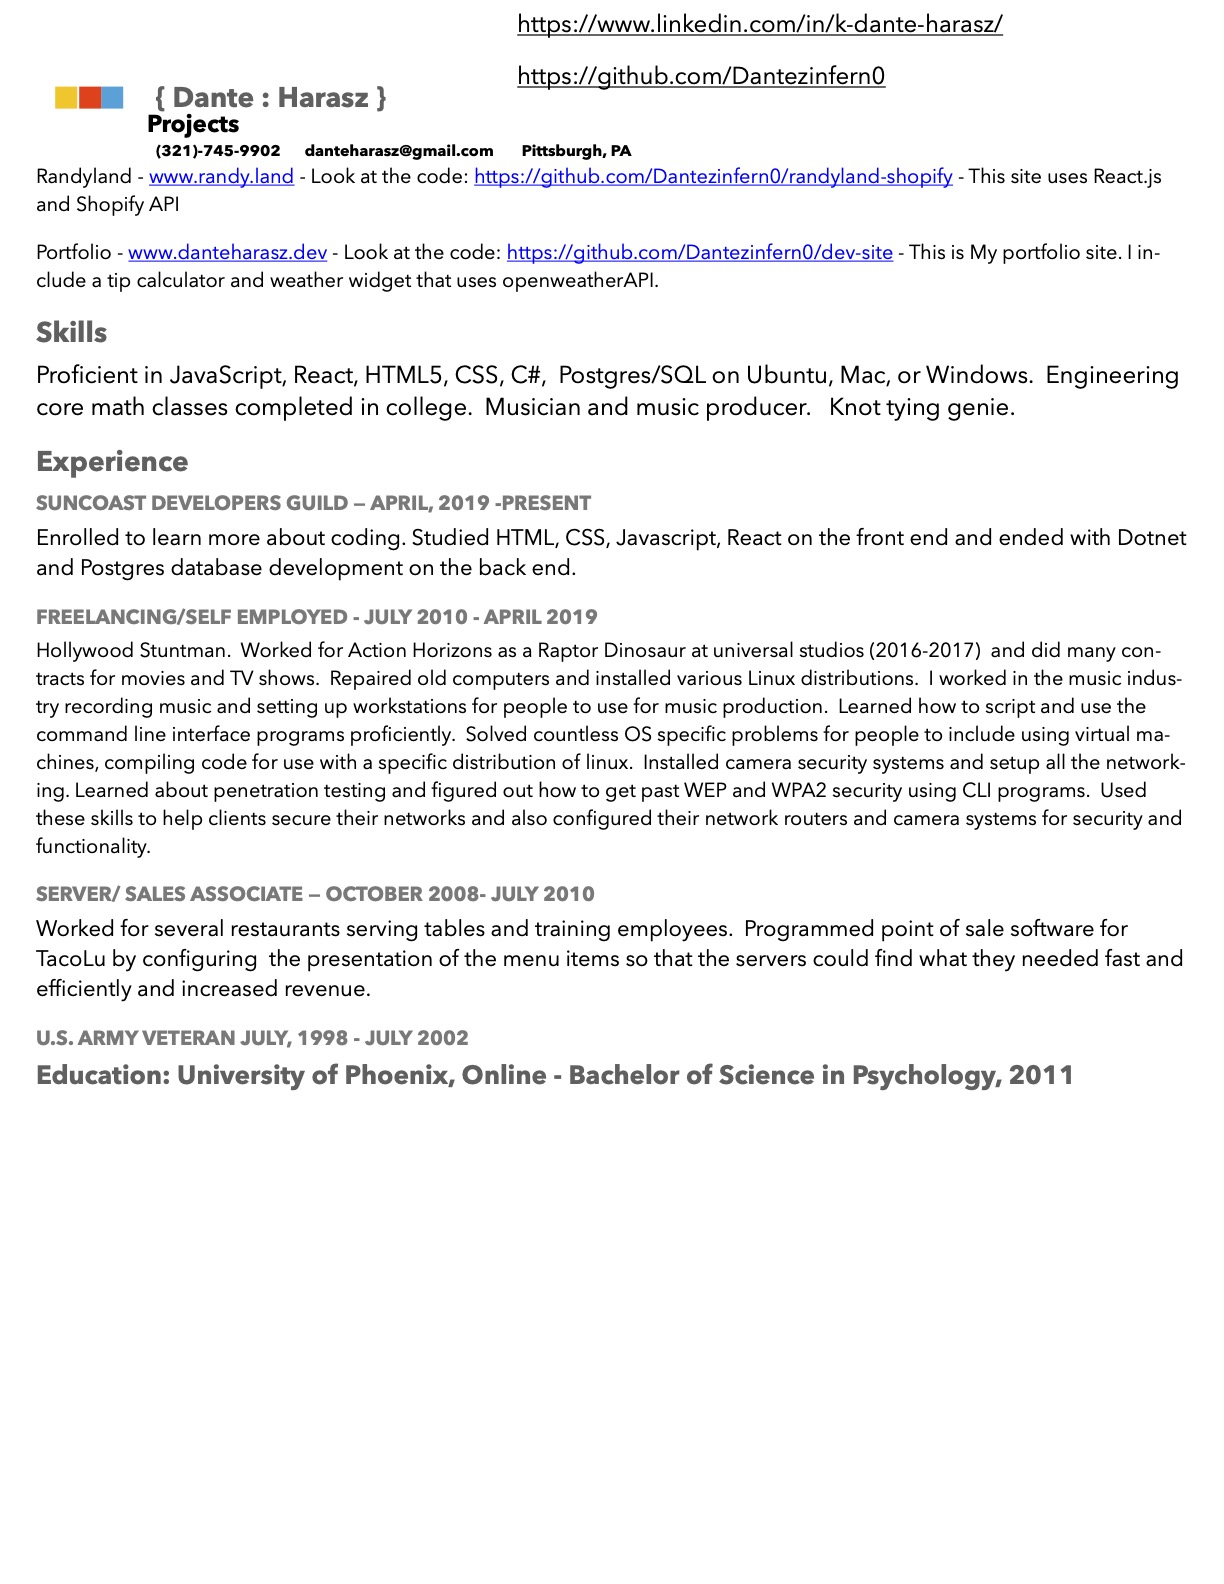 https://www.linkedin.com/in/k-dante-harasz/
https://github.com/Dantezinfern0
{ Dante : Harasz }
Projects
(321)-745-9902 danteharasz@gmail.com Pittsburgh, PA
Randyland - www.randy.land - Look at the code: https://github.com/Dantezinfern0/randyland-shopify - This site uses React.js
and Shopify API
Portfolio - www.danteharasz.dev - Look at the code: https://github.com/Dantezinfern0/dev-site - This is My portfolio site. I in-
clude a tip calculator and weather widget that uses openweatherAPI.
Skills
Proficient in JavaScript, React, HTML5, CSS, C#,  Postgres/SQL on Ubuntu, Mac, or Windows.  Engineering
core math classes completed in college.  Musician and music producer.   Knot tying genie.
Experience
SUNCOAST DEVELOPERS GUILD – APRIL, 2019 -PRESENT
Enrolled to learn more about coding. Studied HTML, CSS, Javascript, React on the front end and ended with Dotnet
and Postgres database development on the back end.
FREELANCING/SELF EMPLOYED - JULY 2010 - APRIL 2019
Hollywood Stuntman.  Worked for Action Horizons as a Raptor Dinosaur at universal studios (2016-2017)  and did many con-
tracts for movies and TV shows.  Repaired old computers and installed various Linux distributions.  I worked in the music indus-
try recording music and setting up workstations for people to use for music production.  Learned how to script and use the
command line interface programs proficiently.  Solved countless OS specific problems for people to include using virtual ma-
chines, compiling code for use with a specific distribution of linux.  Installed camera security systems and setup all the network-
ing. Learned about penetration testing and figured out how to get past WEP and WPA2 security using CLI programs.  Used
these skills to help clients secure their networks and also configured their network routers and camera systems for security and
functionality.
SERVER/ SALES ASSOCIATE – OCTOBER 2008- JULY 2010
Worked for several restaurants serving tables and training employees.  Programmed point of sale software for
TacoLu by configuring  the presentation of the menu items so that the servers could find what they needed fast and
efficiently and increased revenue.
U.S. ARMY VETERAN JULY, 1998 - JULY 2002
Education: University of Phoenix, Online - Bachelor of Science in Psychology, 2011